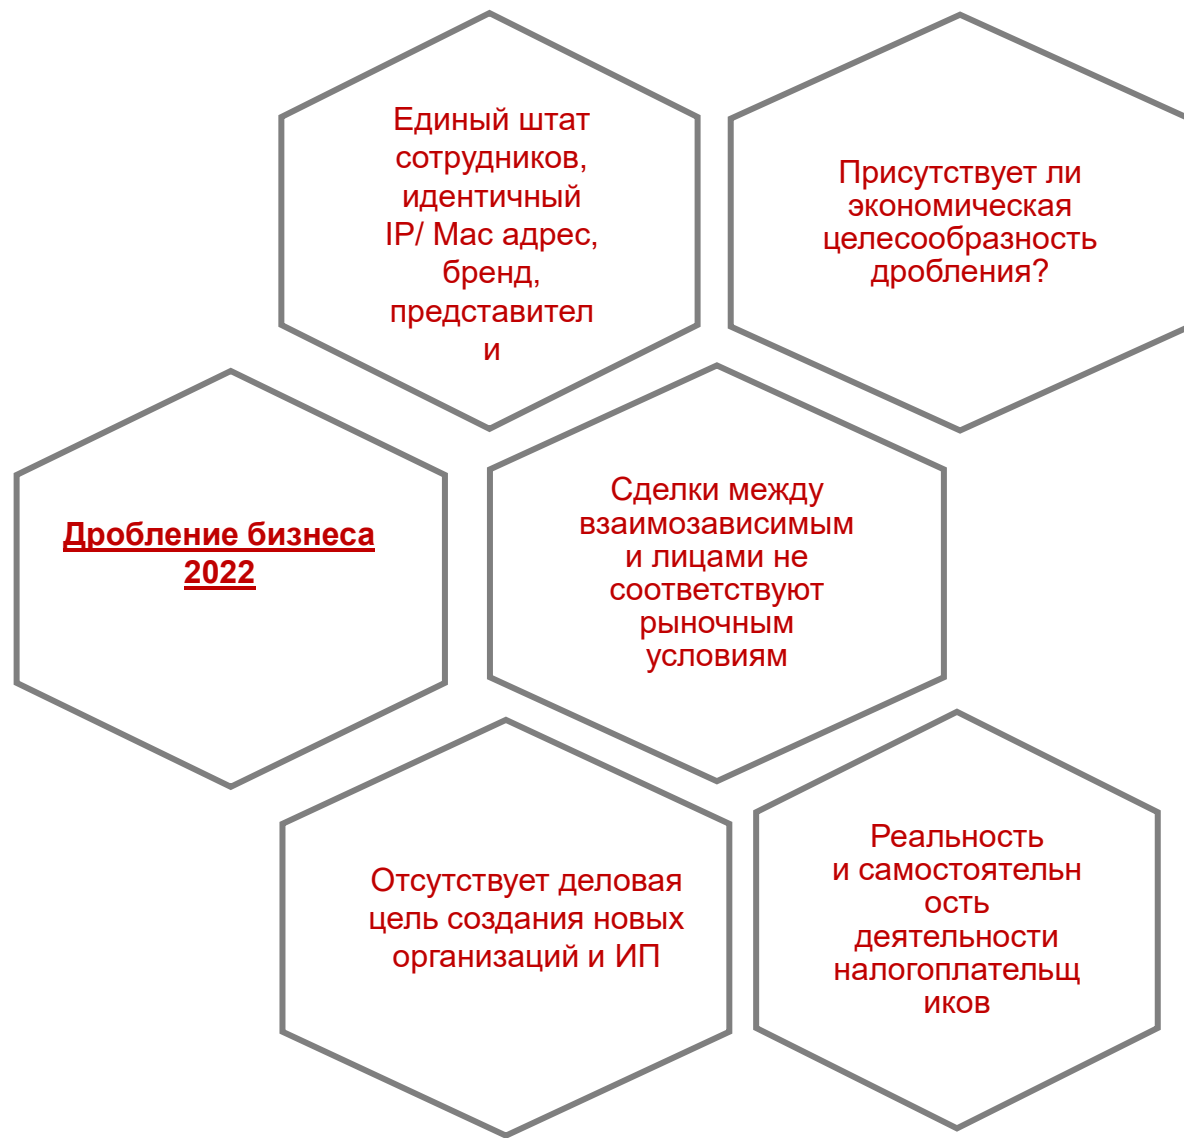 Единый штат
сотрудников,
идентичный
IP/ Mac адрес,
бренд,
представител
и
Присутствует ли
экономическая
целесообразность
дробления?
Дробление бизнеса
2022
Сделки между
взаимозависимым
и лицами не
соответствуют
рыночным
условиям
Отсутствует деловая
цель создания новых
организаций и ИП
Реальность
и самостоятельн
ость
деятельности
налогоплательщ
иков